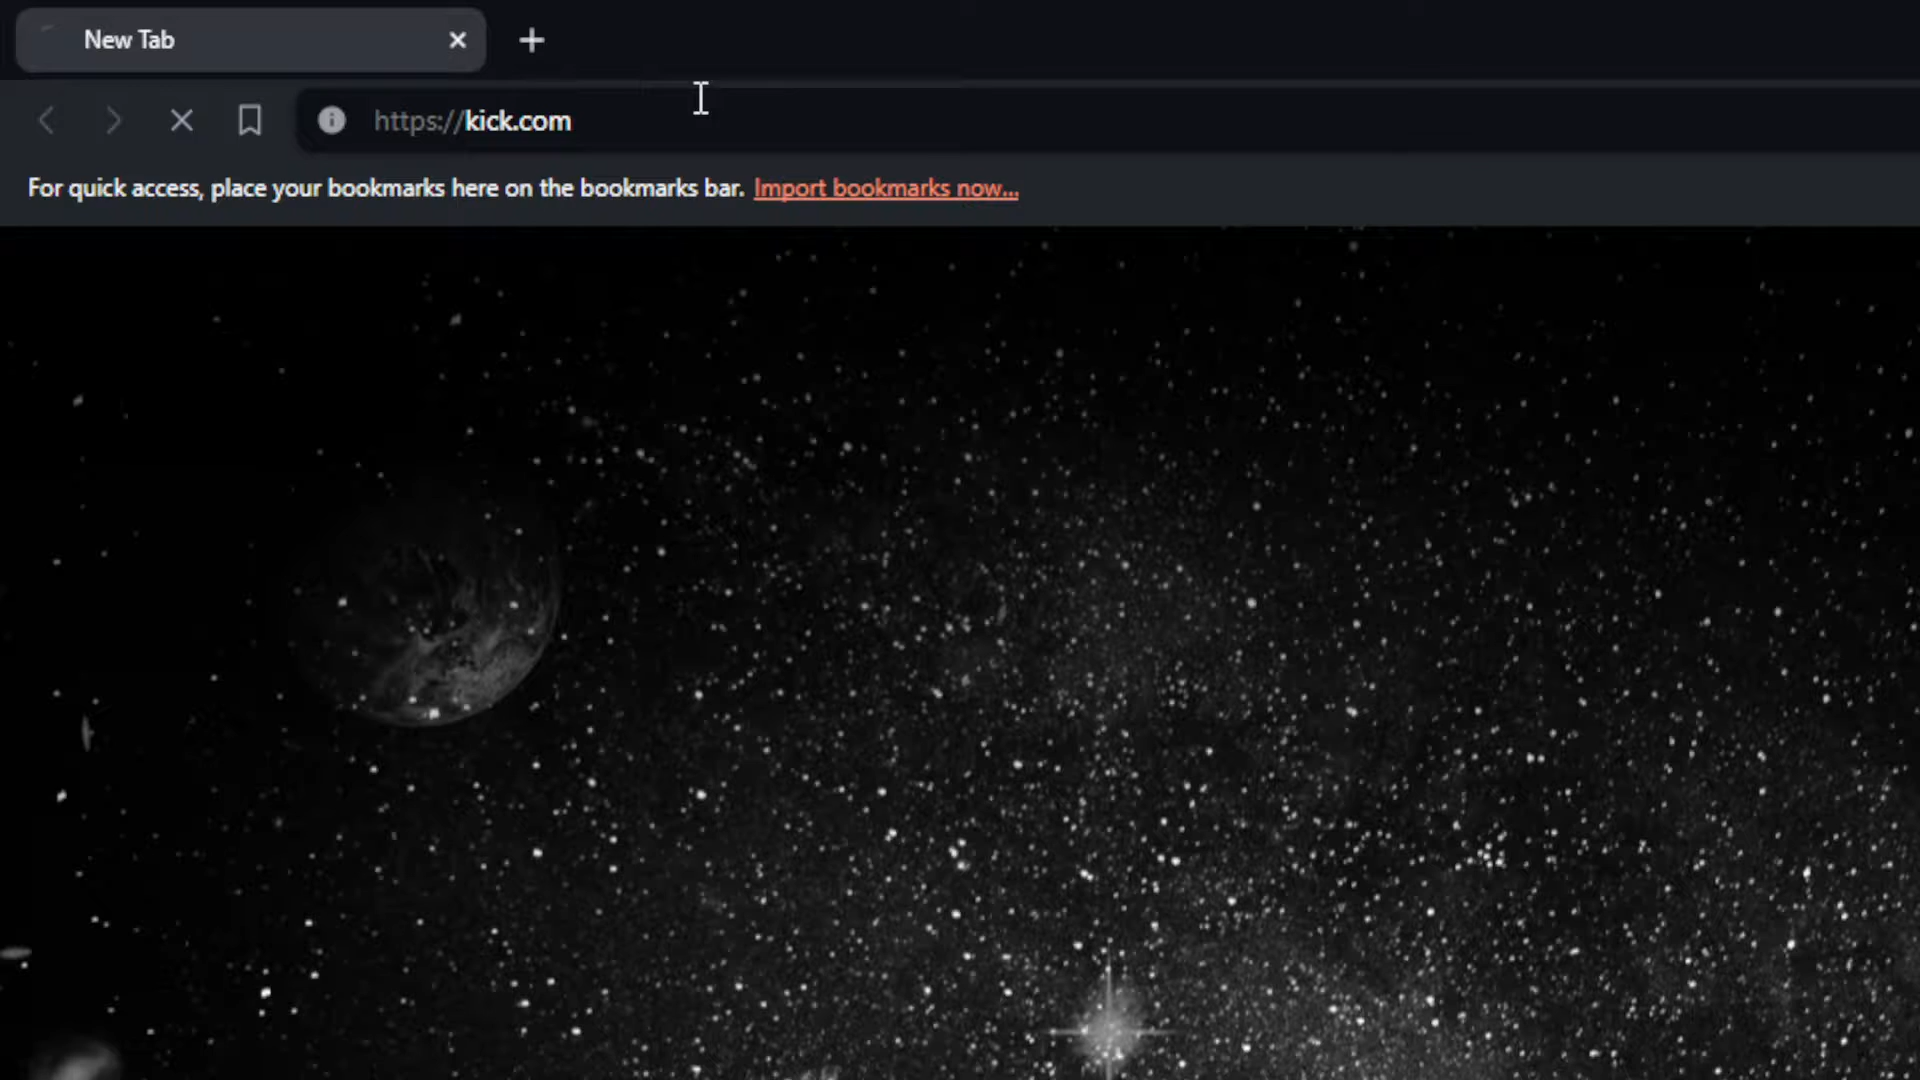 New Tab
https://kick.com
For quick access, place your bookmarks here on the bookmarks bar. Import bookmarks now...